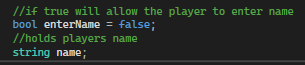 //if true will allow the player to enter name
bool enterName = false;
//holds players name
string name;